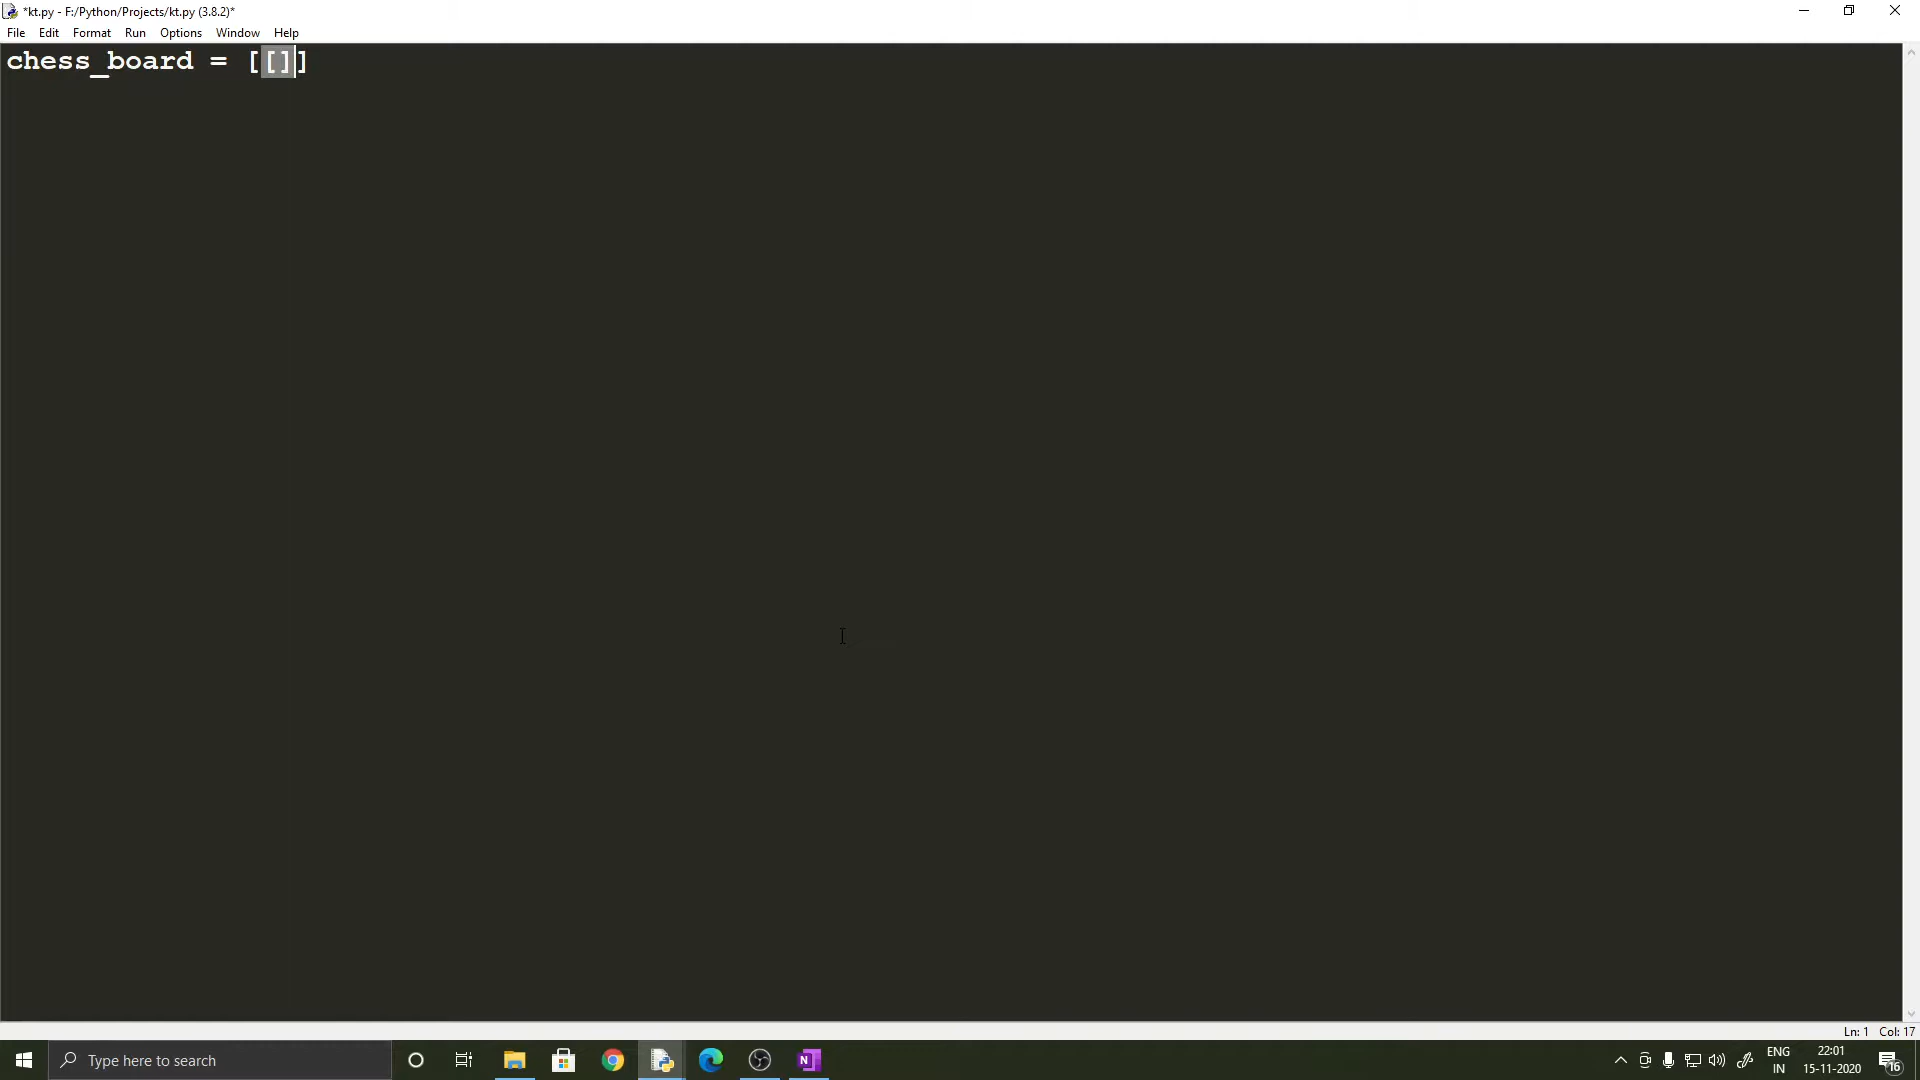 *kt.py - F:/Python/Projects/kt.py (3.8.2)*
File Edit Format Run Options Window Help
chess_board = [[]]
Ln: 1 Col: 17
Type here to search
N
ENG
IN
22:01
15-11-2020
16